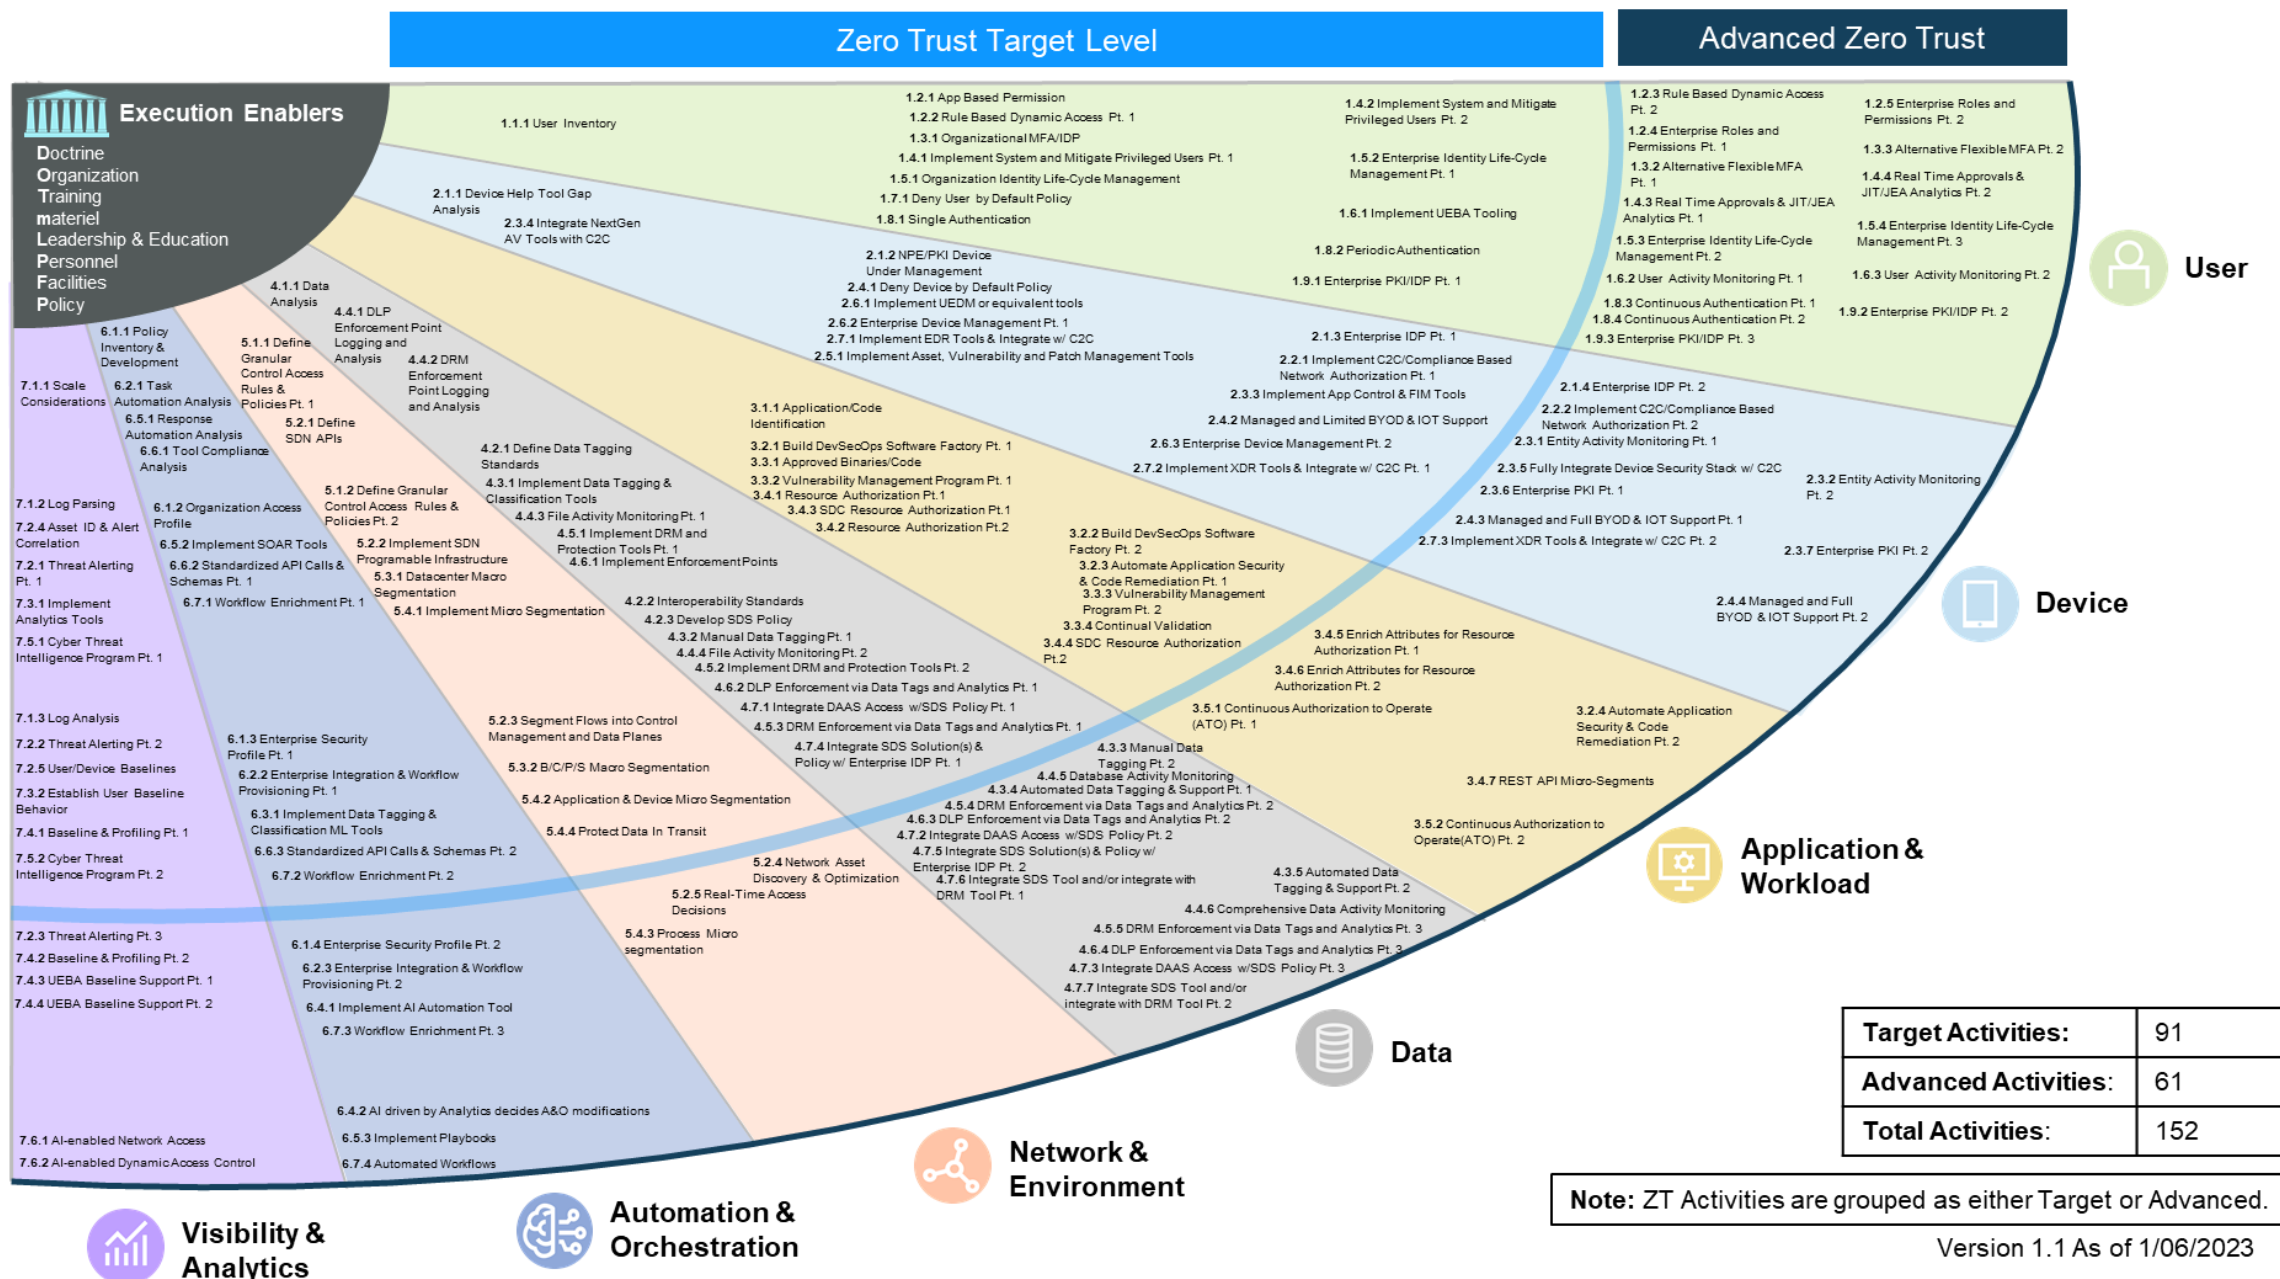 Zero Trust Target Level
Advanced Zero Trust
Execution Enablers
Doctrine
Organization
Training
materiel
Leadership & Education
Personnel
Facilities
Policy
1.1.1 User Inventory
1.2.1 App Based Permission
1.2.2 Rule Based Dynamic Access Pt. 1
1.3.1 Organizational MFA/IDP
1.4.1 Implement System and Mitigate Privileged Users Pt. 1
1.5.1 Organization Identity Life-Cycle Management
1.7.1 Deny User by Default Policy
1.8.1 Single Authentication
1.4.2 Implement System and Mitigate
Privileged Users Pt. 2
1.5.2 Enterprise Identity Life-Cycle
Management Pt. 1
1.6.1 Implement UEBA Tooling
1.8.2 Periodic Authentication
1.9.1 Enterprise PKI/IDP Pt. 1
1.2.3 Rule Based Dynamic Access
Pt. 2
1.2.4 Enterprise Roles and
Permissions Pt. 1
1.3.2 Alternative Flexible MFA
Pt. 1
1.4.3 Real Time Approvals & JIT/JEA
Analytics Pt. 1
1.5.3 Enterprise Identity Life-Cycle
Management Pt. 2
1.6.2 User Activity Monitoring Pt. 1
1.8.3 Continuous Authentication Pt. 1
1.8.4 Continuous Authentication Pt. 2
1.9.3 Enterprise PKI/IDP Pt. 3
1.2.5 Enterprise Roles and
Permissions Pt. 2
1.3.3 Alternative Flexible MFA Pt. 2
1.4.4 Real Time Approvals &
JIT/JEA Analytics Pt. 2
1.5.4 Enterprise Identity Life-Cycle
Management Pt. 3
1.6.3 User Activity Monitoring Pt. 2
1.9.2 Enterprise PKI/IDP Pt. 2
User
2.1.1 Device Help Tool Gap
Analysis
2.3.4 Integrate NextGen
AV Tools with C2C
2.1.2 NPE/PKI Device
Under Management
2.4.1 Deny Device by Default Policy
2.6.1 Implement UEDM or equivalent tools
2.6.2 Enterprise Device Management Pt. 1
2.7.1 Implement EDR Tools & Integrate w/ C2C
2.5.1 Implement Asset, Vulnerability and Patch Management Tools
2.1.3 Enterprise IDP Pt. 1
2.2.1 Implement C2C/Compliance Based
Network Authorization Pt. 1
2.3.3 Implement App Control & FIM Tools
2.4.2 Managed and Limited BYOD & IOT Support
2.6.3 Enterprise Device Management Pt. 2
2.7.2 Implement XDR Tools & Integrate w/ C2C Pt. 1
2.1.4 Enterprise IDP Pt. 2
2.2.2 Implement C2C/Compliance Based
Network Authorization Pt. 2
2.3.1 Entity Activity Monitoring Pt. 1
2.3.5 Fully Integrate Device Security Stack w/ C2C
2.3.6 Enterprise PKI Pt. 1
2.4.3 Managed and Full BYOD & IOT Support Pt. 1
2.7.3 Implement XDR Tools & Integrate w/ C2C Pt. 2
2.3.2 Entity Activity Monitoring
Pt. 2
2.3.7 Enterprise PKI Pt. 2
2.4.4 Managed and Full
BYOD & IOT Support Pt. 2
Device
3.1.1 Application/Code
Identification
3.2.1 Build DevSecOps Software Factory Pt. 1
3.3.1 Approved Binaries/Code
3.3.2 Vulnerability Management Program Pt. 1
3.4.1 Resource Authorization Pt.1
3.4.3 SDC Resource Authorization Pt.1
3.4.2 Resource Authorization Pt.2
3.2.2 Build DevSecOps Software
Factory Pt. 2
3.2.3 Automate Application Security
& Code Remediation Pt. 1
3.3.3 Vulnerability Management
Program Pt. 2
3.3.4 Continual Validation
3.4.4 SDC Resource Authorization
Pt.2
3.4.5 Enrich Attributes for Resource
Authorization Pt. 1
3.4.6 Enrich Attributes for Resource
Authorization Pt. 2
3.5.1 Continuous Authorization to Operate
(ATO) Pt. 1
3.2.4 Automate Application
Security & Code
Remediation Pt. 2
3.4.7 REST API Micro-Segments
3.5.2 Continuous Authorization to
Operate(ATO) Pt. 2
Application &
Workload
4.1.1 Data
Analysis
4.4.1 DLP
Enforcement Point
Logging and
Analysis
4.4.2 DRM
Enforcement
Point Logging
and Analysis
4.2.1 Define Data Tagging
Standards
4.3.1 Implement Data Tagging &
Classification Tools
4.4.3 File Activity Monitoring Pt. 1
4.5.1 Implement DRM and
Protection Tools Pt. 1
4.6.1 Implement Enforcement Points
4.2.2 Interoperability Standards
4.2.3 Develop SDS Policy
4.3.2 Manual Data Tagging Pt. 1
4.4.4 File Activity Monitoring Pt. 2
4.5.2 Implement DRM and Protection Tools Pt. 2
4.6.2 DLP Enforcement via Data Tags and Analytics Pt. 1
4.7.1 Integrate DAAS Access w/SDS Policy Pt. 1
4.5.3 DRM Enforcement via Data Tags and Analytics Pt. 1
4.7.4 Integrate SDS Solution(s) &
Policy w/ Enterprise IDP Pt. 1
4.3.3 Manual Data
Tagging Pt. 2
4.4.5 Database Activity Monitoring
4.3.4 Automated Data Tagging & Support Pt. 1
4.5.4 DRM Enforcement via Data Tags and Analytics Pt. 2
4.6.3 DLP Enforcement via Data Tags and Analytics Pt. 2
4.7.2 Integrate DAAS Access w/SDS Policy Pt. 2
4.7.5 Integrate SDS Solution(s) & Policy w/
Enterprise IDP Pt. 2
4.7.6 Integrate SDS Tool and/or integrate with
DRM Tool Pt. 1
4.3.5 Automated Data
Tagging & Support Pt. 2
4.4.6 Comprehensive Data Activity Monitoring
4.5.5 DRM Enforcement via Data Tags and Analytics Pt. 3
4.6.4 DLP Enforcement via Data Tags and Analytics Pt. 3
4.7.3 Integrate DAAS Access w/SDS Policy Pt. 3
4.7.7 Integrate SDS Tool and/or
integrate with DRM Tool Pt. 2
Data
5.1.1 Define
Granular
Control Access
Rules &
Policies Pt. 1
5.2.1 Define
SDN APIs
5.1.2 Define Granular
Control Access Rules &
Policies Pt. 2
5.2.2 Implement SDN
Programable Infrastructure
5.3.1 Datacenter Macro
Segmentation
5.4.1 Implement Micro Segmentation
5.2.3 Segment Flows into Control
Management and Data Planes
5.3.2 B/C/P/S Macro Segmentation
5.4.2 Application & Device Micro Segmentation
5.4.4 Protect Data In Transit
5.2.4 Network Asset
Discovery & Optimization
5.2.5 Real-Time Access
Decisions
5.4.3 Process Micro
segmentation
Network &
Environment
6.1.1 Policy
Inventory &
Development
6.2.1 Task
Automation Analysis
6.5.1 Response
Automation Analysis
6.6.1 Tool Compliance
Analysis
6.1.2 Organization Access
Profile
6.5.2 Implement SOAR Tools
6.6.2 Standardized API Calls &
Schemas Pt. 1
6.7.1 Workflow Enrichment Pt. 1
6.1.3 Enterprise Security
Profile Pt. 1
6.2.2 Enterprise Integration & Workflow
Provisioning Pt. 1
6.3.1 Implement Data Tagging &
Classification ML Tools
6.6.3 Standardized API Calls & Schemas Pt. 2
6.7.2 Workflow Enrichment Pt. 2
6.1.4 Enterprise Security Profile Pt. 2
6.2.3 Enterprise Integration & Workflow
Provisioning Pt. 2
6.4.1 Implement AI Automation Tool
6.7.3 Workflow Enrichment Pt. 3
6.4.2 AI driven by Analytics decides A&O modifications
6.5.3 Implement Playbooks
6.7.4 Automated Workflows
Automation &
Orchestration
7.1.1 Scale
Considerations
7.1.2 Log Parsing
7.2.4 Asset ID & Alert
Correlation
7.2.1 Threat Alerting
Pt. 1
7.3.1 Implement
Analytics Tools
7.5.1 Cyber Threat
Intelligence Program Pt. 1
7.1.3 Log Analysis
7.2.2 Threat Alerting Pt. 2
7.2.5 User/Device Baselines
7.3.2 Establish User Baseline
Behavior
7.4.1 Baseline & Profiling Pt. 1
7.5.2 Cyber Threat
Intelligence Program Pt. 2
7.2.3 Threat Alerting Pt. 3
7.4.2 Baseline & Profiling Pt. 2
7.4.3 UEBA Baseline Support Pt. 1
7.4.4 UEBA Baseline Support Pt. 2
7.6.1 AI-enabled Network Access
7.6.2 AI-enabled Dynamic Access Control
Visibility &
Analytics
Target Activities: 91
Advanced Activities: 61
Total Activities: 152
Note: ZT Activities are grouped as either Target or Advanced.
Version 1.1 As of 1/06/2023